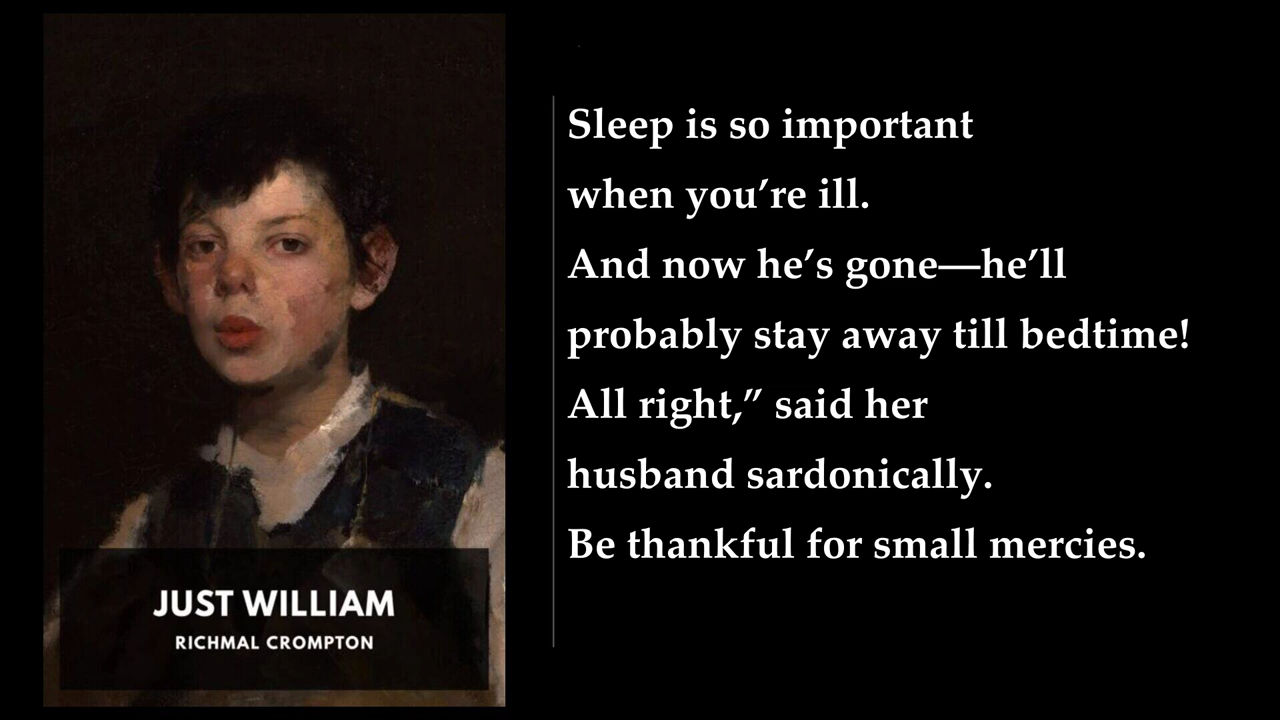 JUST WILLIAM
RICHMAL CROMPTON
Sleep is so important
when you’re ill.
And now he’s gone—he’ll
probably stay away till bedtime!
All right,” said her
husband sardonically.
Be thankful for small mercies.